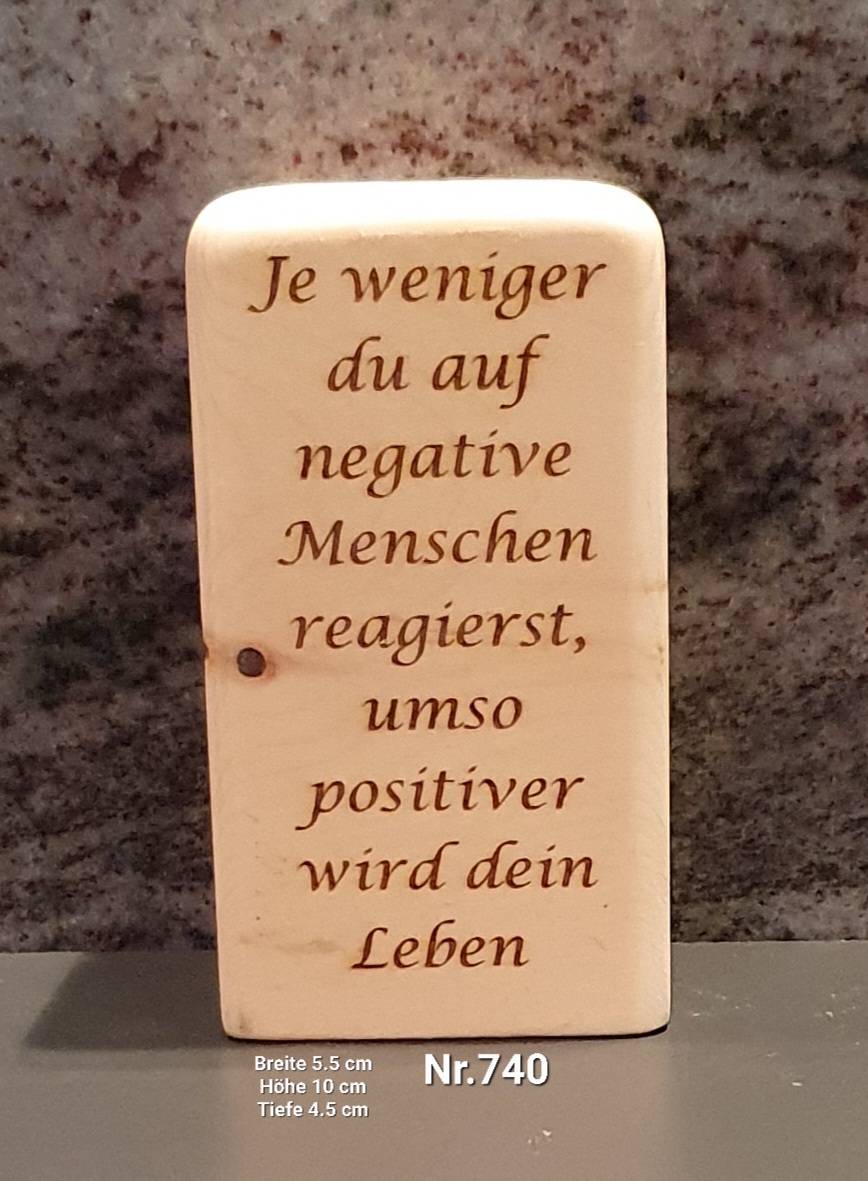 Je weniger
du auf
negative
Menschen
reagierst,
umso
positiver
wird dein
Leben
Breite 5.5 cm
Höhe 10 cm
Tiefe 4.5 cm
Nr.740